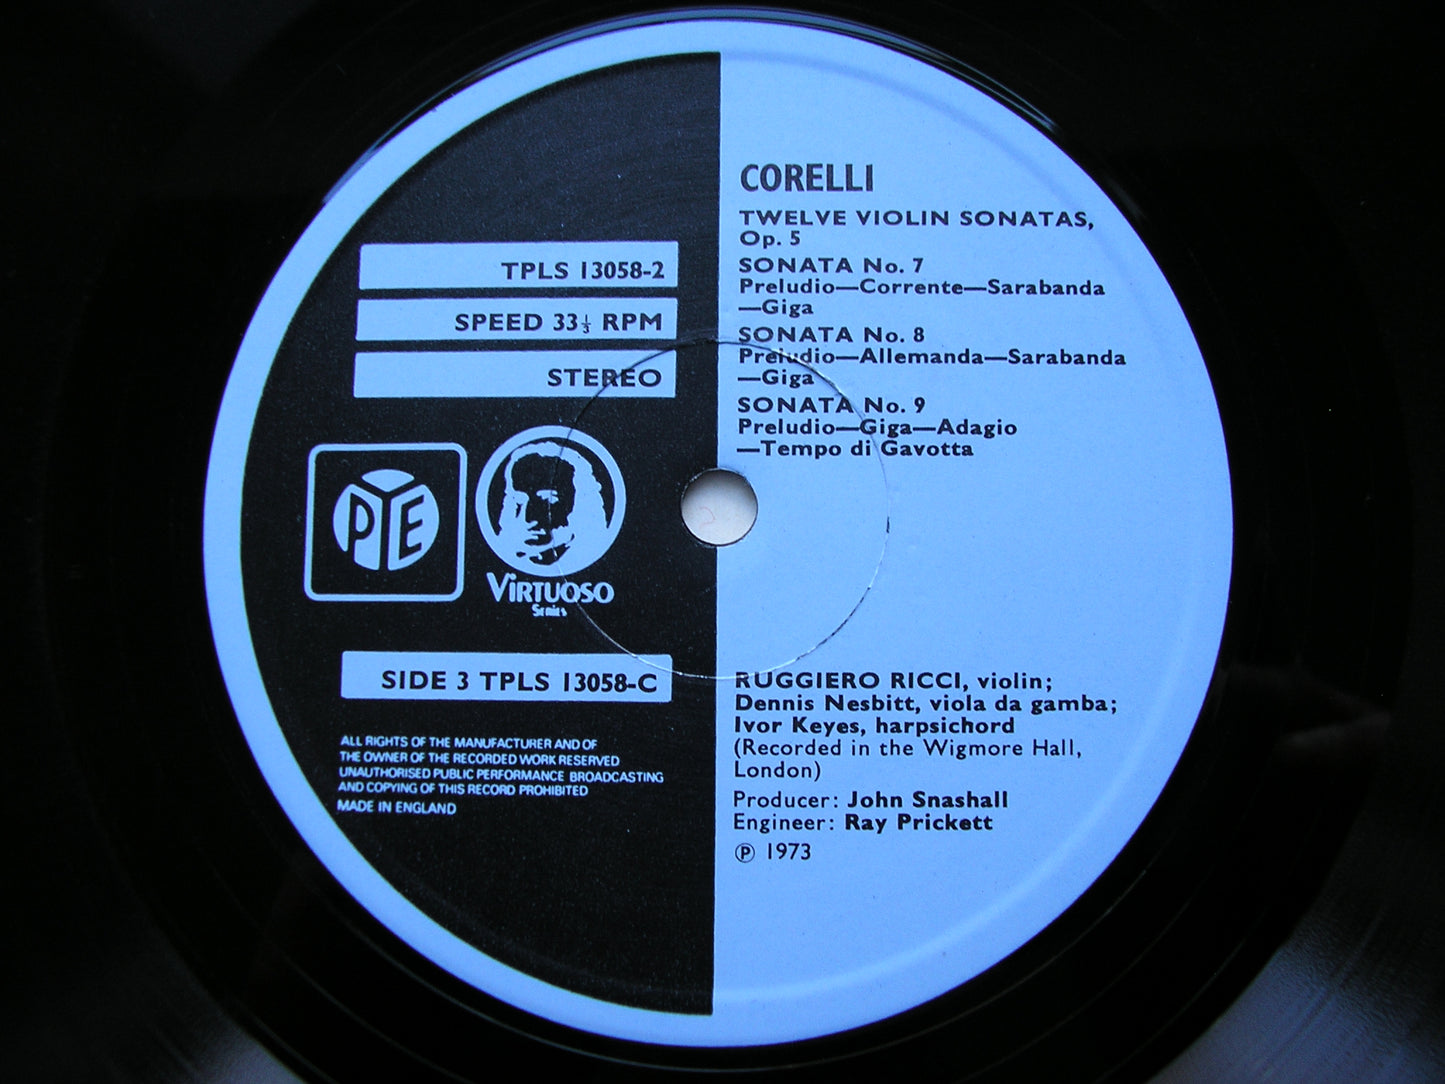 TPLS 13058-2
SPEED 33⅓ RPM
STEREO
PYE
VIRTUOSO
Series
SIDE 3 TPLS 13058-C
ALL RIGHTS OF THE MANUFACTURER AND OF
THE OWNER OF THE RECORDED WORK RESERVED
UNAUTHORISED PUBLIC PERFORMANCE BROADCASTING
AND COPYING OF THIS RECORD PROHIBITED
MADE IN ENGLAND
CORELLI
TWELVE VIOLIN SONATAS,
Op. 5
SONATA No. 7
Preludio—Corrente—Sarabanda
—Giga
SONATA No. 8
Preludio—Allemanda—Sarabanda
—Giga
SONATA No. 9
Preludio—Giga—Adagio
—Tempo di Gavotta
RUGGIERO RICCI, violin;
Dennis Nesbitt, viola da gamba;
Ivor Keyes, harpsichord
(Recorded in the Wigmore Hall,
London)
Producer: John Snashall
Engineer: Ray Prickett
℗ 1973